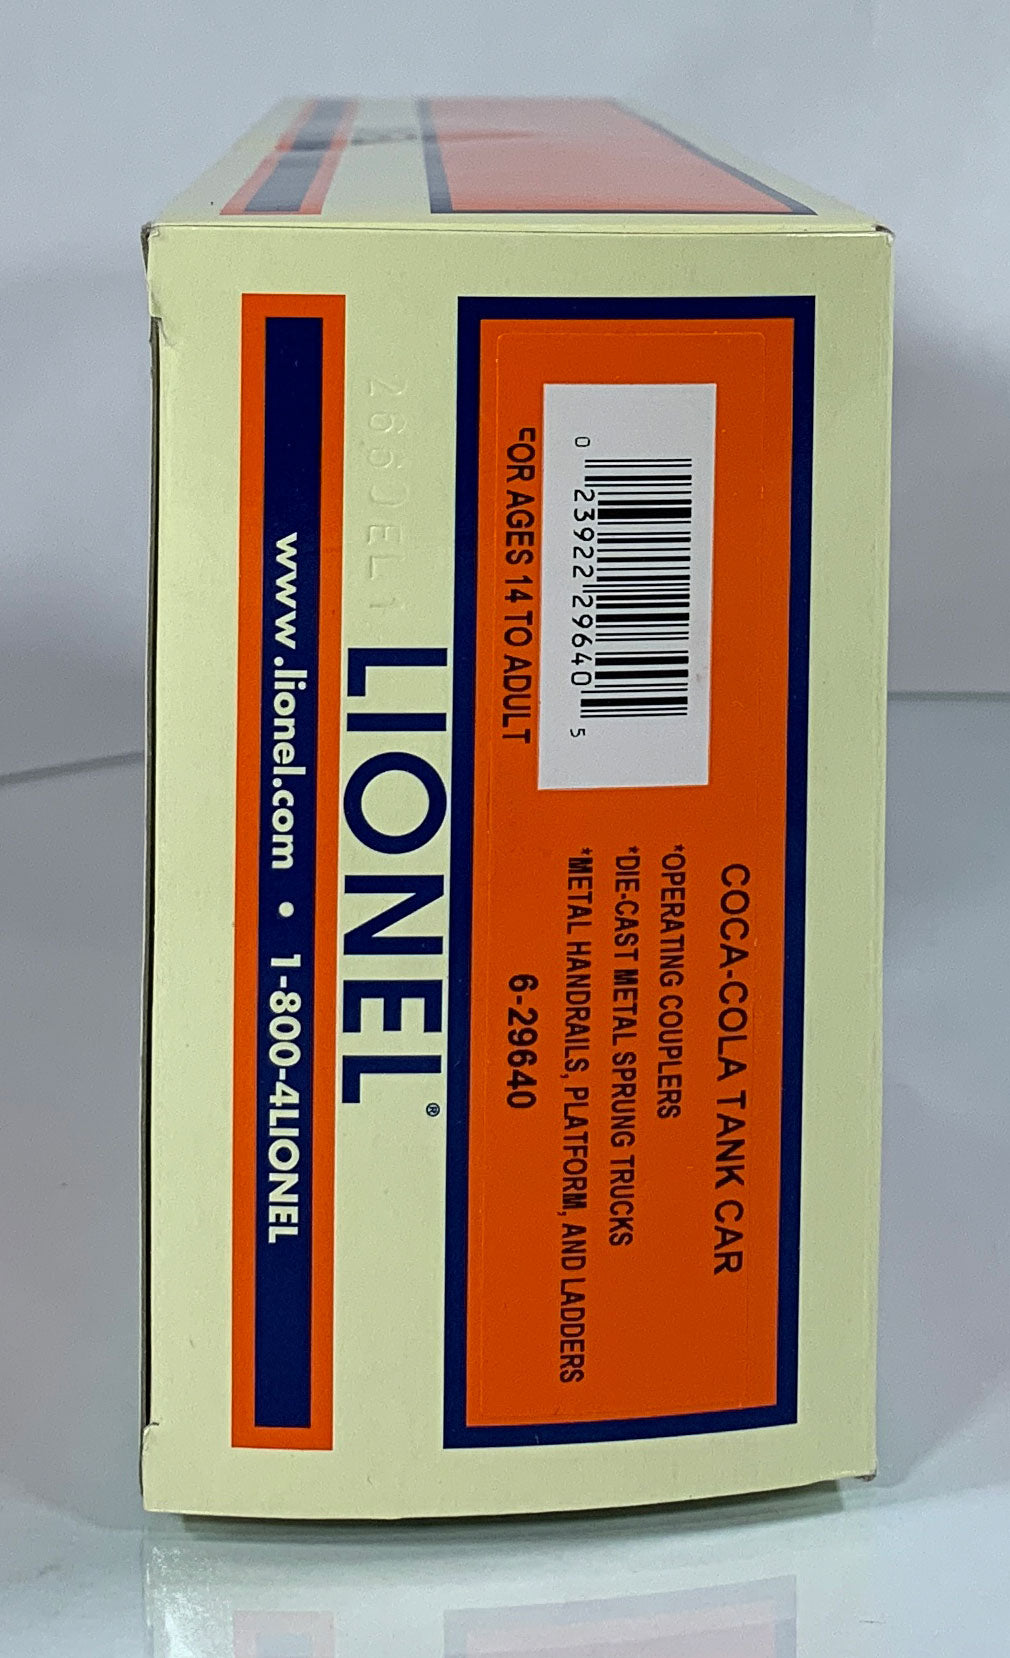 COCA-COLA TANK CAR
*OPERATING COUPLERS
*DIE-CAST METAL SPRUNG TRUCKS
*METAL HANDRAILS, PLATFORM, AND LADDERS
6-29640
0 23922 29640 5
FOR AGES 14 TO ADULT
LIONEL®
www.lionel.com • 1-800-4LIONEL